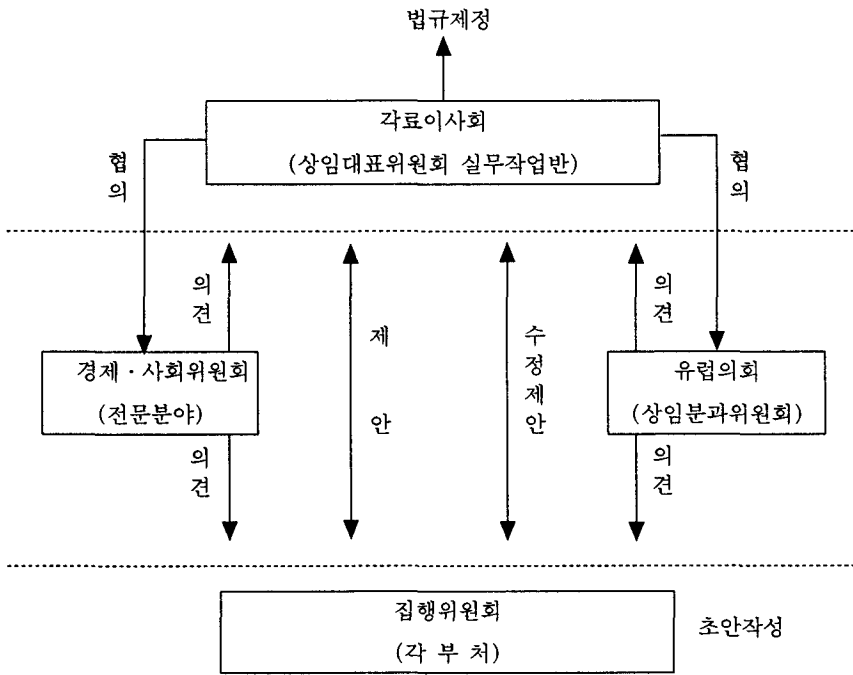 법규제정
각료이사회
(상임대표위원회 실무작업반)
협의
협의
의견
제안
수정제안
의견
경제·사회위원회
(전문분야)
유럽의회
(상임분과위원회)
의견
의견
집행위원회
(각 부 처)
초안작성